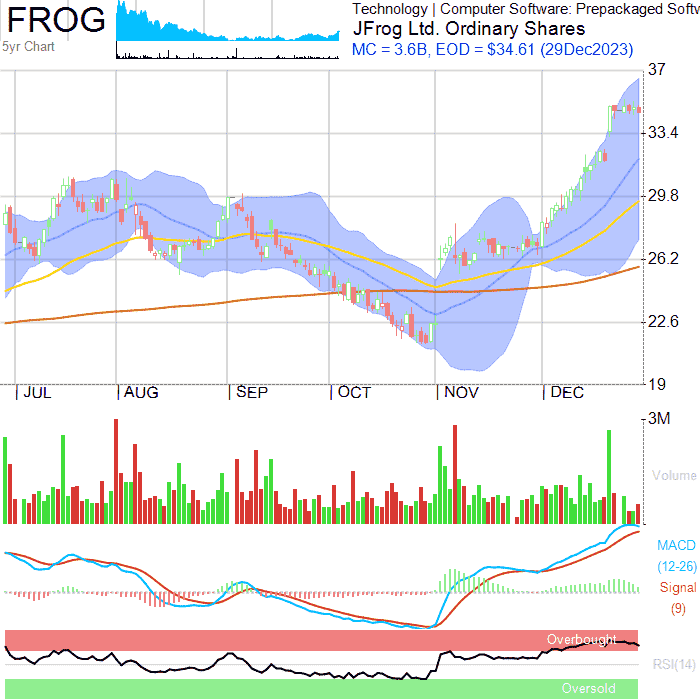 FROG
5yr Chart
Technology | Computer Software: Prepackaged Softw
JFrog Ltd. Ordinary Shares
MC = 3.6B, EOD = $34.61 (29Dec2023)
37
33.4
29.8
26.2
22.6
19
JUL AUG SEP OCT NOV DEC
3M
Volume
MACD
(12-26)
Signal
(9)
Overbought
RSI(14)
Oversold